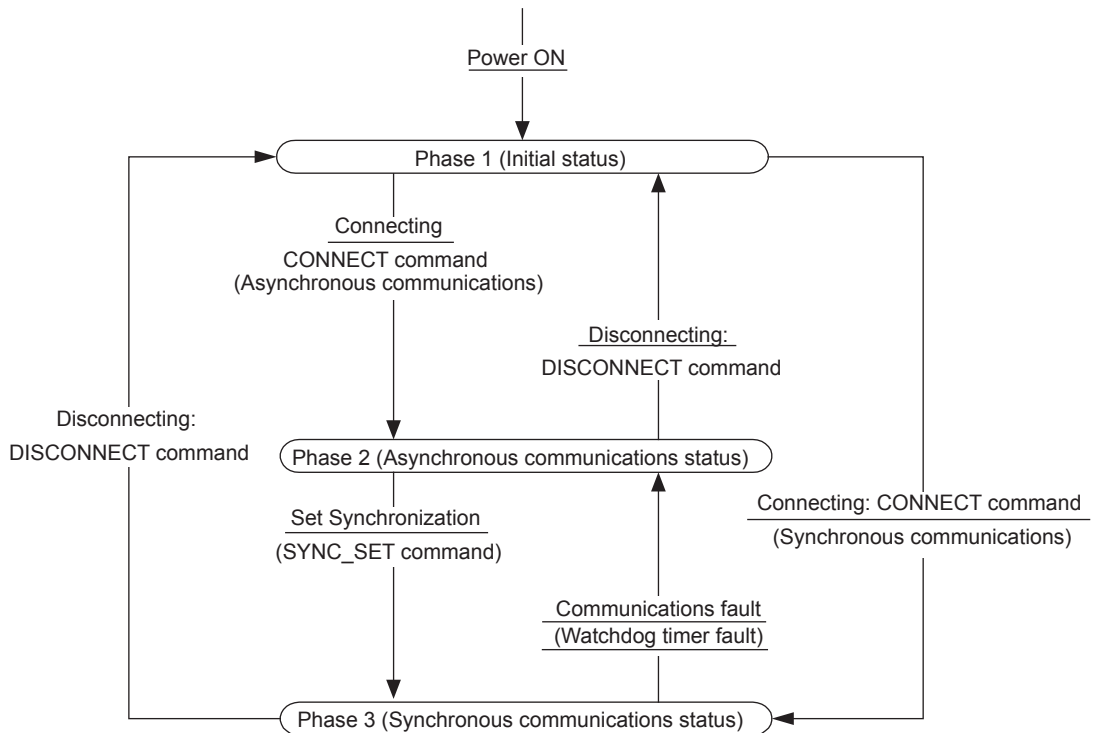 Power ON
Phase 1 (Initial status)
Connecting
CONNECT command
(Asynchronous communications)
Disconnecting:
DISCONNECT command
Disconnecting:
DISCONNECT command
Phase 2 (Asynchronous communications status)
Connecting: CONNECT command
(Synchronous communications)
Set Synchronization
(SYNC_SET command)
Communications fault
(Watchdog timer fault)
Phase 3 (Synchronous communications status)